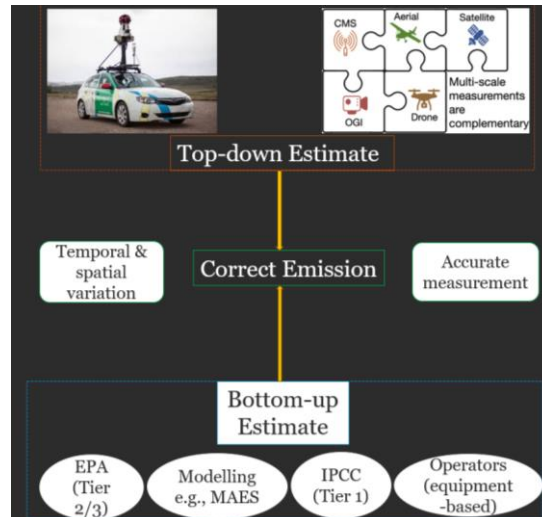 CMS
Aerial
Satellite
OGI
Drone
Multi-scale
measurements
are
complementary
Top-down Estimate
Temporal &
spatial
variation
Correct Emission
Accurate
measurement
Bottom-up
Estimate
EPA
(Tier
2/3)
Modelling
e.g., MAES
IPCC
(Tier 1)
Operators
(equipment
-based)